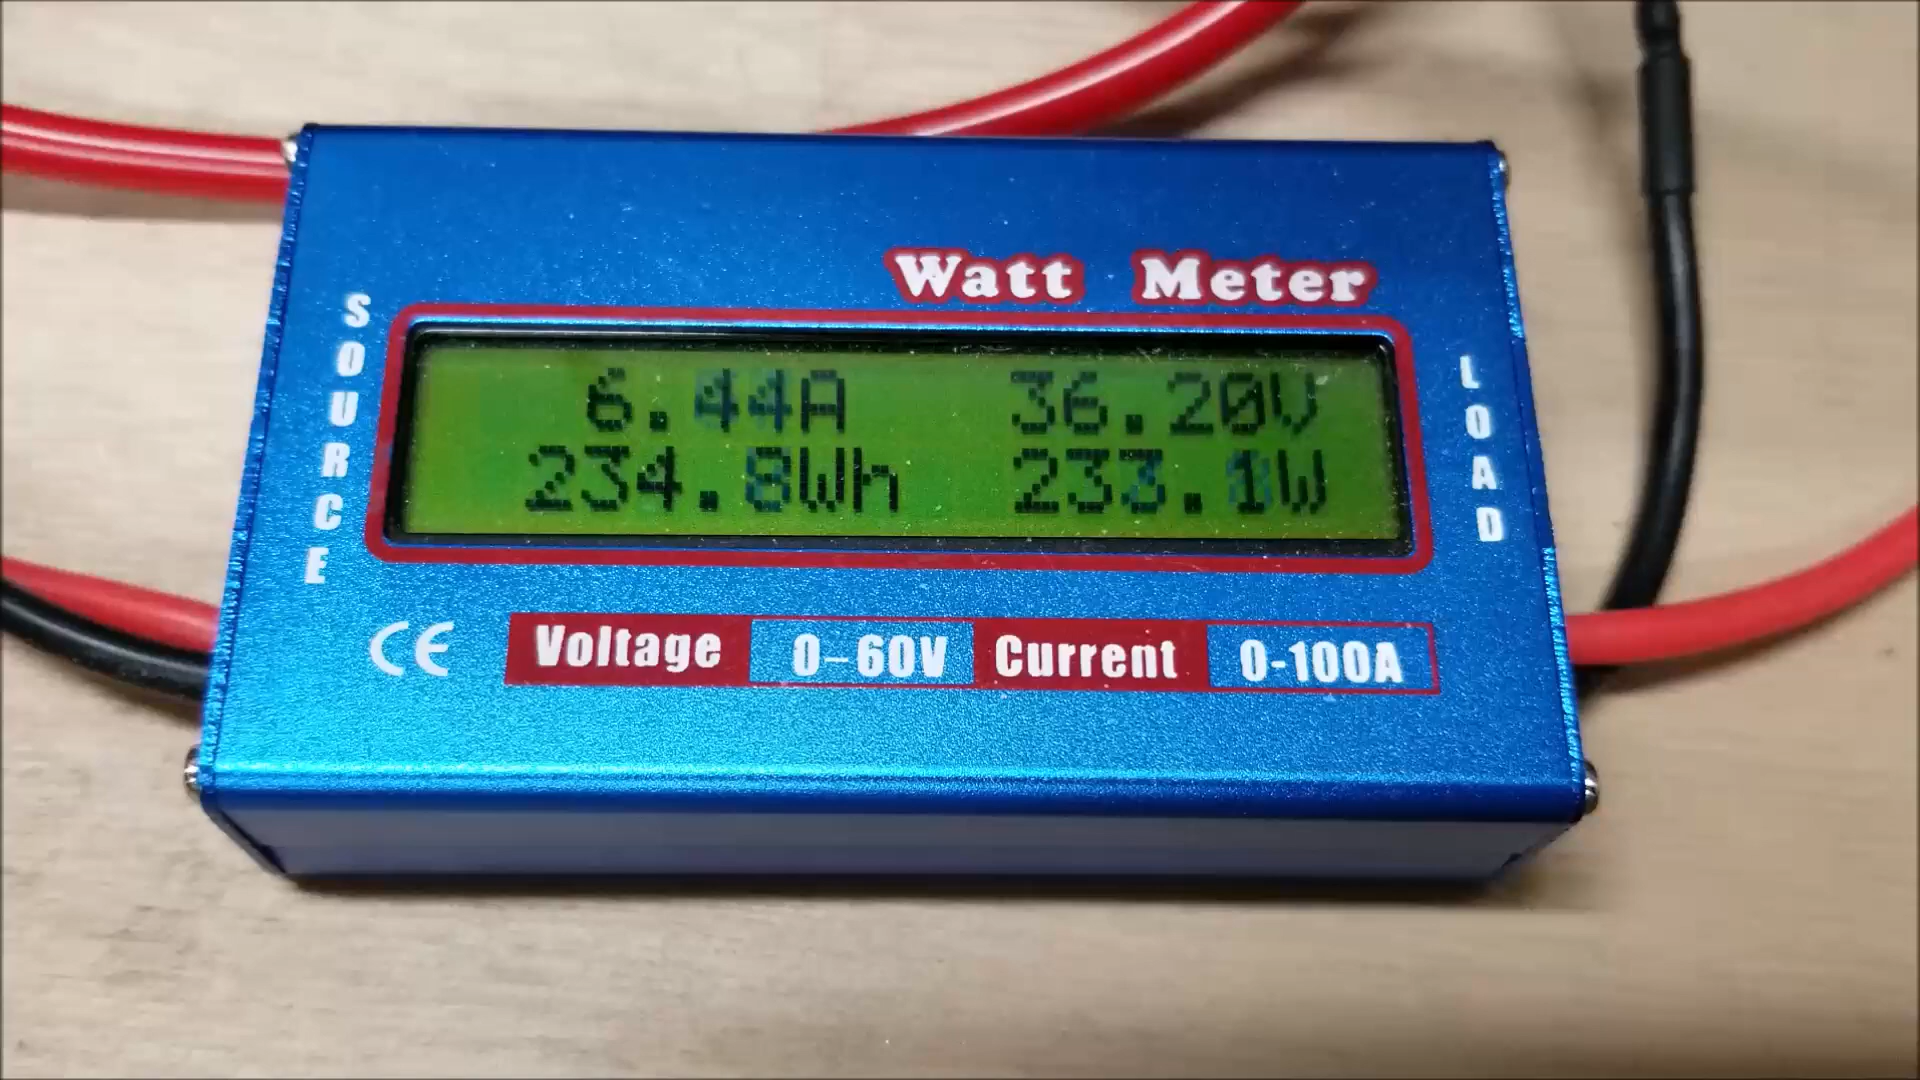 Watt Meter
SOURCE
6.44A 36.20V
234.8Wh 233.1W
LOAD
CE
Voltage 0-60V Current 0-100A